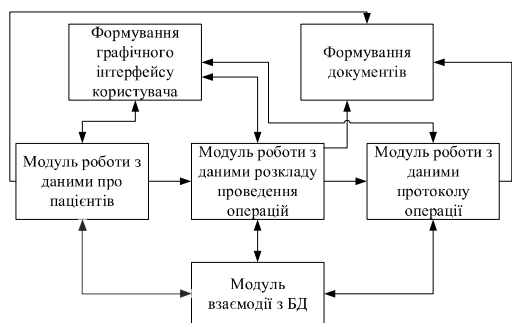 Формування
графічного
інтерфейсу
користувача
Формування
документів
Модуль роботи з
даними про
пацієнтів
Модуль роботи з
даними розкладу
проведення
операцій
Модуль роботи з
даними
протоколу
операції
Модуль
взаємодії з БД